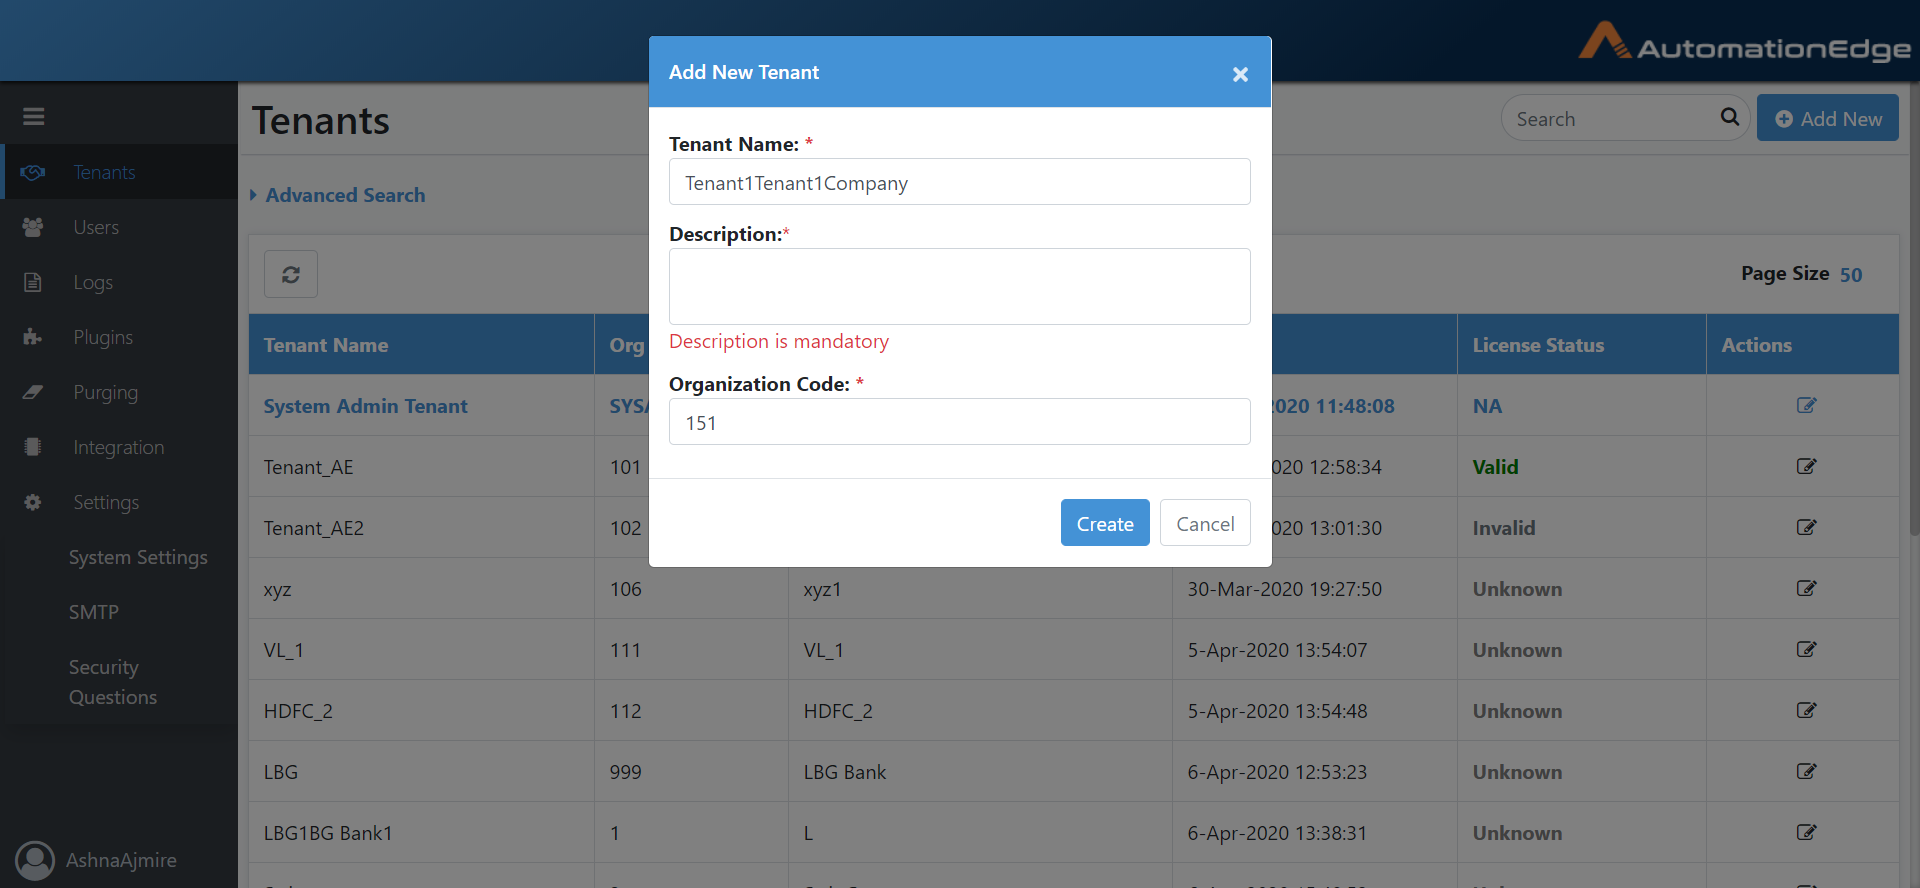 AutomationEdge
Tenants
Search
Add New
Tenants
Users
Logs
Plugins
Purging
Integration
Settings
System Settings
SMTP
Security
Questions
AshnaAjmire
Advanced Search
Page Size 50
Add New Tenant
Tenant Name: *
Tenant1Tenant1Company
Description:*
Description is mandatory
Organization Code: *
151
Create Cancel
Tenant Name Org License Status Actions
System Admin Tenant 11:48:08 NA
Tenant_AE 101 12:58:34 Valid
Tenant_AE2 102 13:01:30 Invalid
xyz 106 xyz1 30-Mar-2020 19:27:50 Unknown
VL_1 111 VL_1 5-Apr-2020 13:54:07 Unknown
HDFC_2 112 HDFC_2 5-Apr-2020 13:54:48 Unknown
LBG 999 LBG Bank 6-Apr-2020 12:53:23 Unknown
LBG1BG Bank1 1 L 6-Apr-2020 13:38:31 Unknown